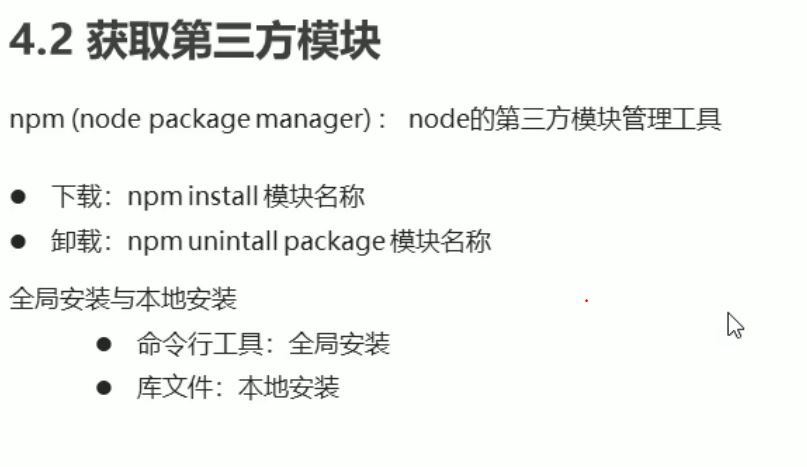 4.2 获取第三方模块
npm (node package manager) ： node的第三方模块管理工具
● 下载：npm install 模块名称
● 卸载：npm unintall package 模块名称
全局安装与本地安装
● 命令行工具：全局安装
● 库文件：本地安装